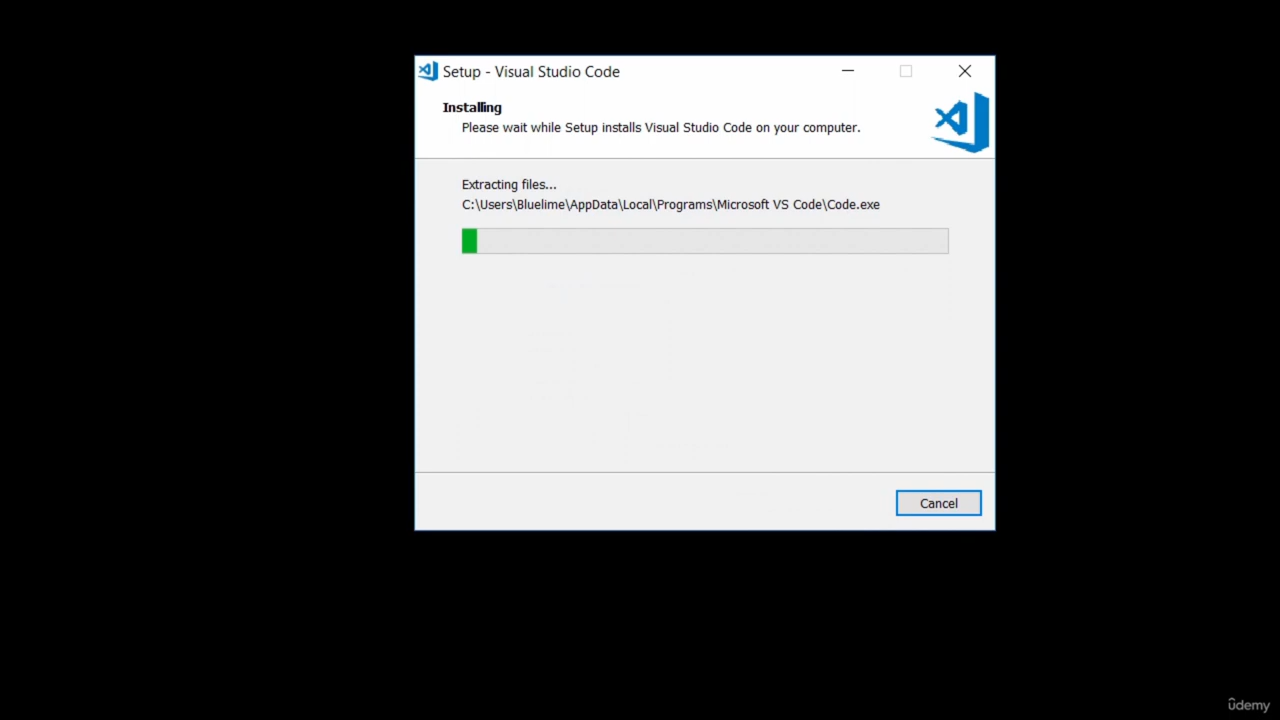 Setup - Visual Studio Code
Installing
Please wait while Setup installs Visual Studio Code on your computer.
Extracting files...
C:\Users\Bluelime\AppData\Local\Programs\Microsoft VS Code\Code.exe
Cancel
ûdemy